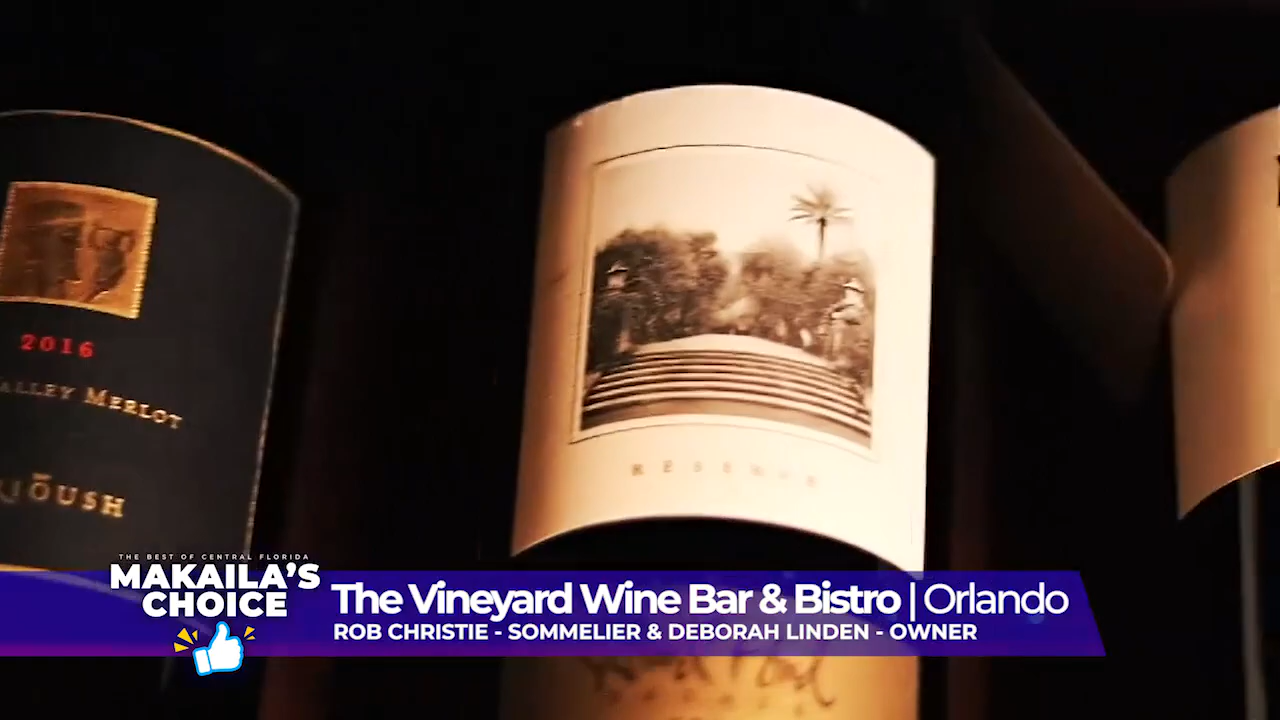 2016
MERLOT
RESERVE
THE BEST OF CENTRAL FLORIDA
MAKAILA'S
CHOICE
The Vineyard Wine Bar & Bistro | Orlando
ROB CHRISTIE - SOMMELIER & DEBORAH LINDEN - OWNER